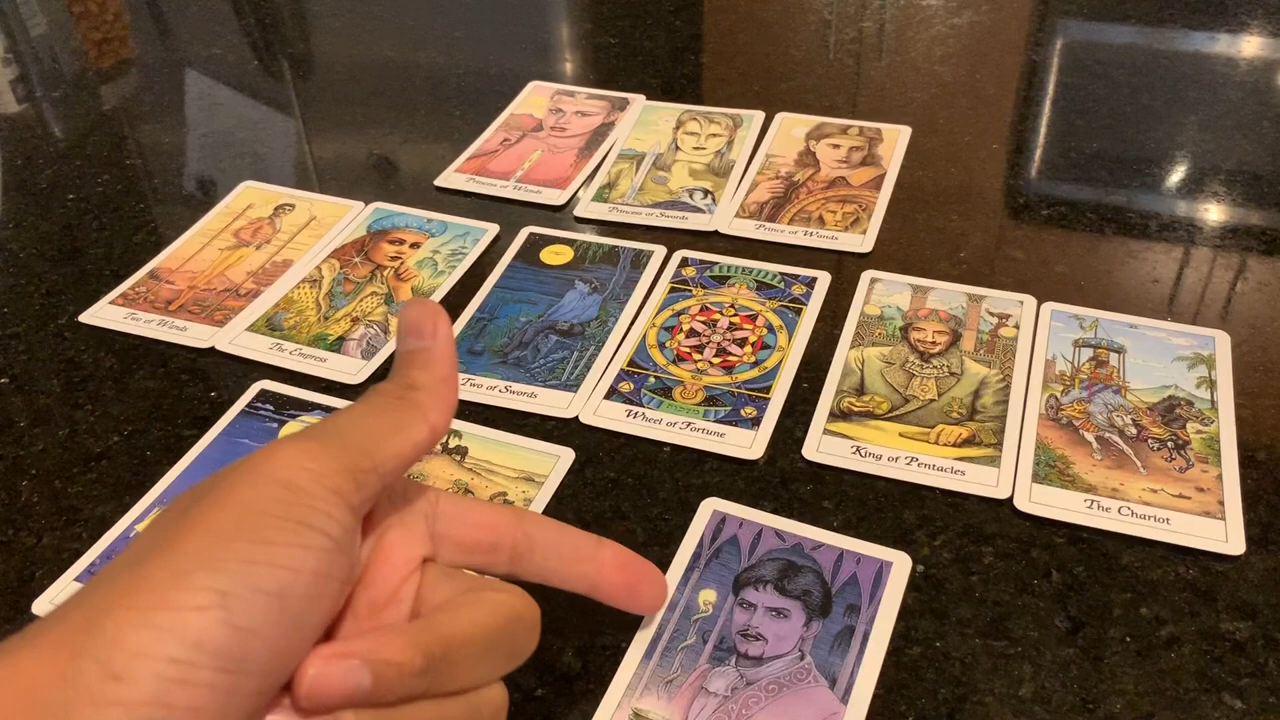 Princess of Wands
Princess of Swords
Prince of Wands
Two of Wands
The Empress
Two of Swords
Wheel of Fortune
King of Pentacles
The Chariot